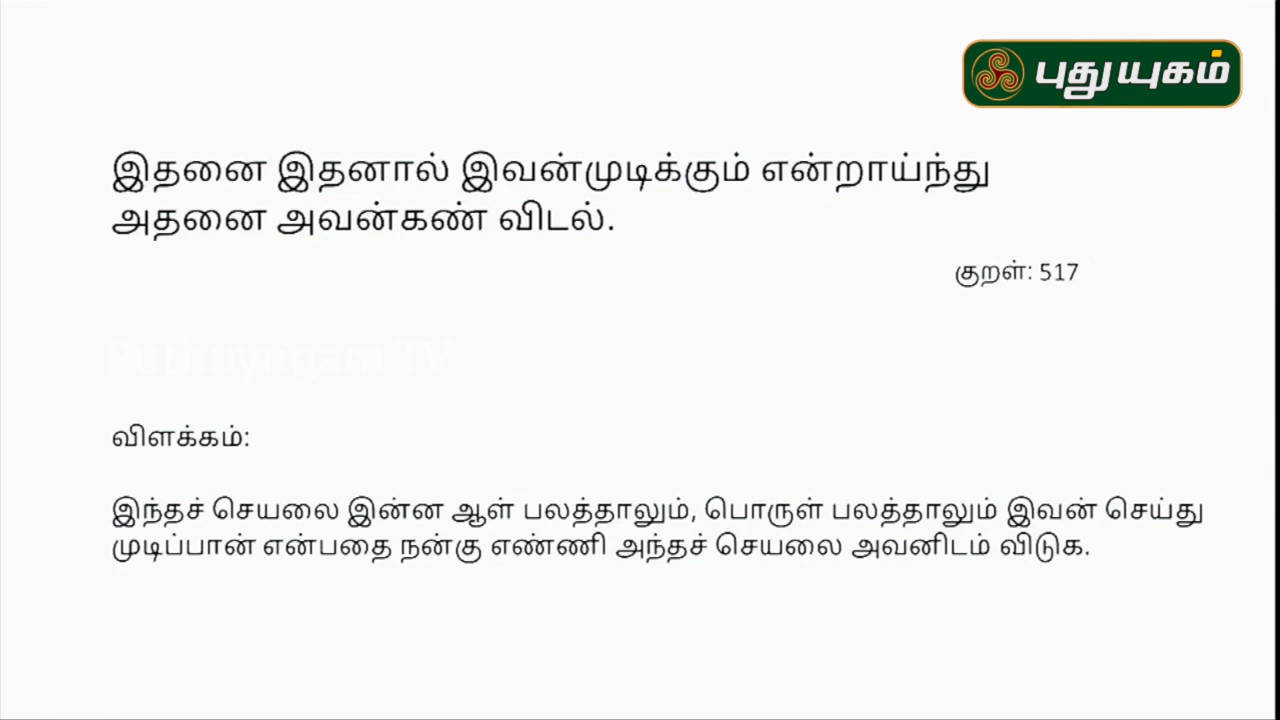 புதுயுகம்
இதனை இதனால் இவன்முடிக்கும் என்றாய்ந்து
அதனை அவன்கண் விடல்.
குறள்: 517
Puthuyugam TV
விளக்கம்:
இந்தச் செயலை இன்ன ஆள் பலத்தாலும், பொருள் பலத்தாலும் இவன் செய்து
முடிப்பான் என்பதை நன்கு எண்ணி அந்தச் செயலை அவனிடம் விடுக.